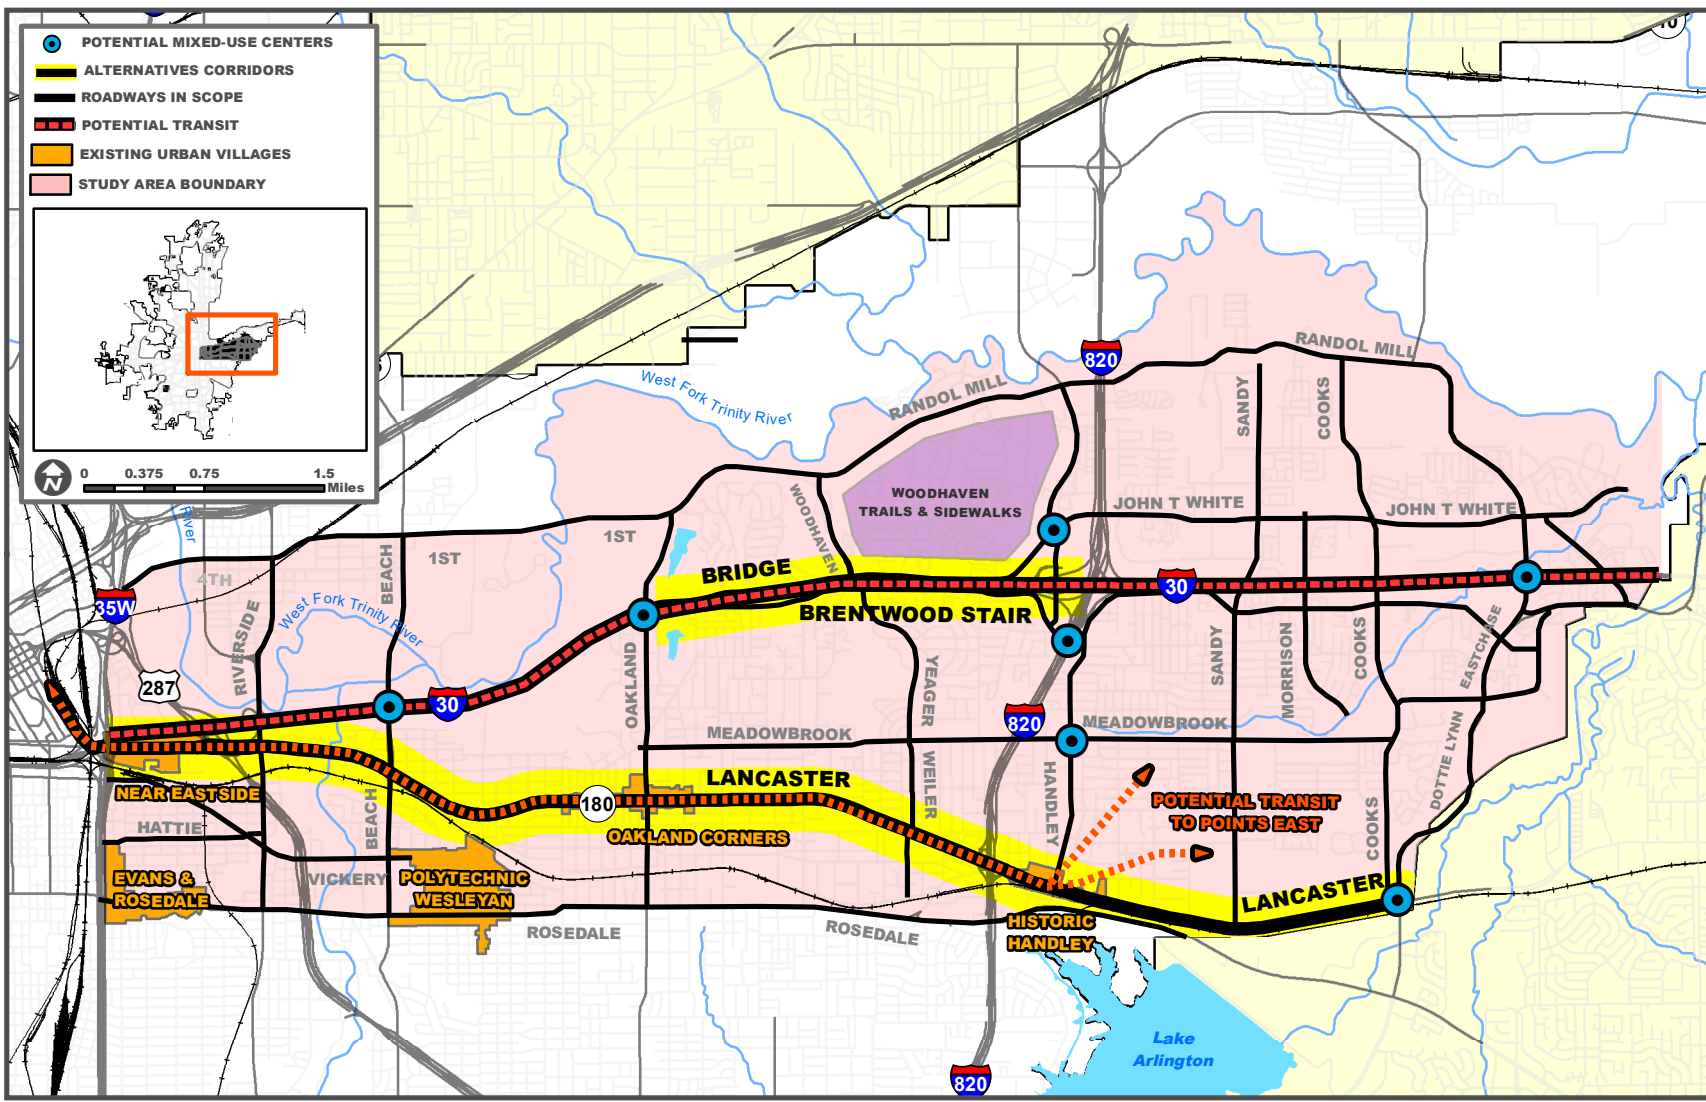 POTENTIAL MIXED-USE CENTERS
ALTERNATIVES CORRIDORS
ROADWAYS IN SCOPE
POTENTIAL TRANSIT
EXISTING URBAN VILLAGES
STUDY AREA BOUNDARY
N
0 0.375 0.75 1.5
Miles
820
RANDOL MILL
West Fork Trinity River
RANDOL MILL
SANDY
COOKS
WOODHAVEN
TRAILS & SIDEWALKS
WOODHAVEN
JOHN T WHITE
JOHN T WHITE
River
1ST
1ST
BEACH
4TH
BRIDGE
30
35W
BRENTWOOD STAIR
West Fork Trinity River
RIVERSIDE
287
30
OAKLAND
YEAGER
SANDY
MORRISON
COOKS
EASTCHASE
820
MEADOWBROOK
MEADOWBROOK
DOTTIE LYNN
LANCASTER
WEILER
HANDLEY
NEAR EASTSIDE
180
POTENTIAL TRANSIT
TO POINTS EAST
HATTIE
BEACH
OAKLAND CORNERS
COOKS
EVANS &
ROSEDALE
VICKERY
POLYTECHNIC
WESLEYAN
LANCASTER
ROSEDALE
ROSEDALE
HISTORIC
HANDLEY
Lake
Arlington
820